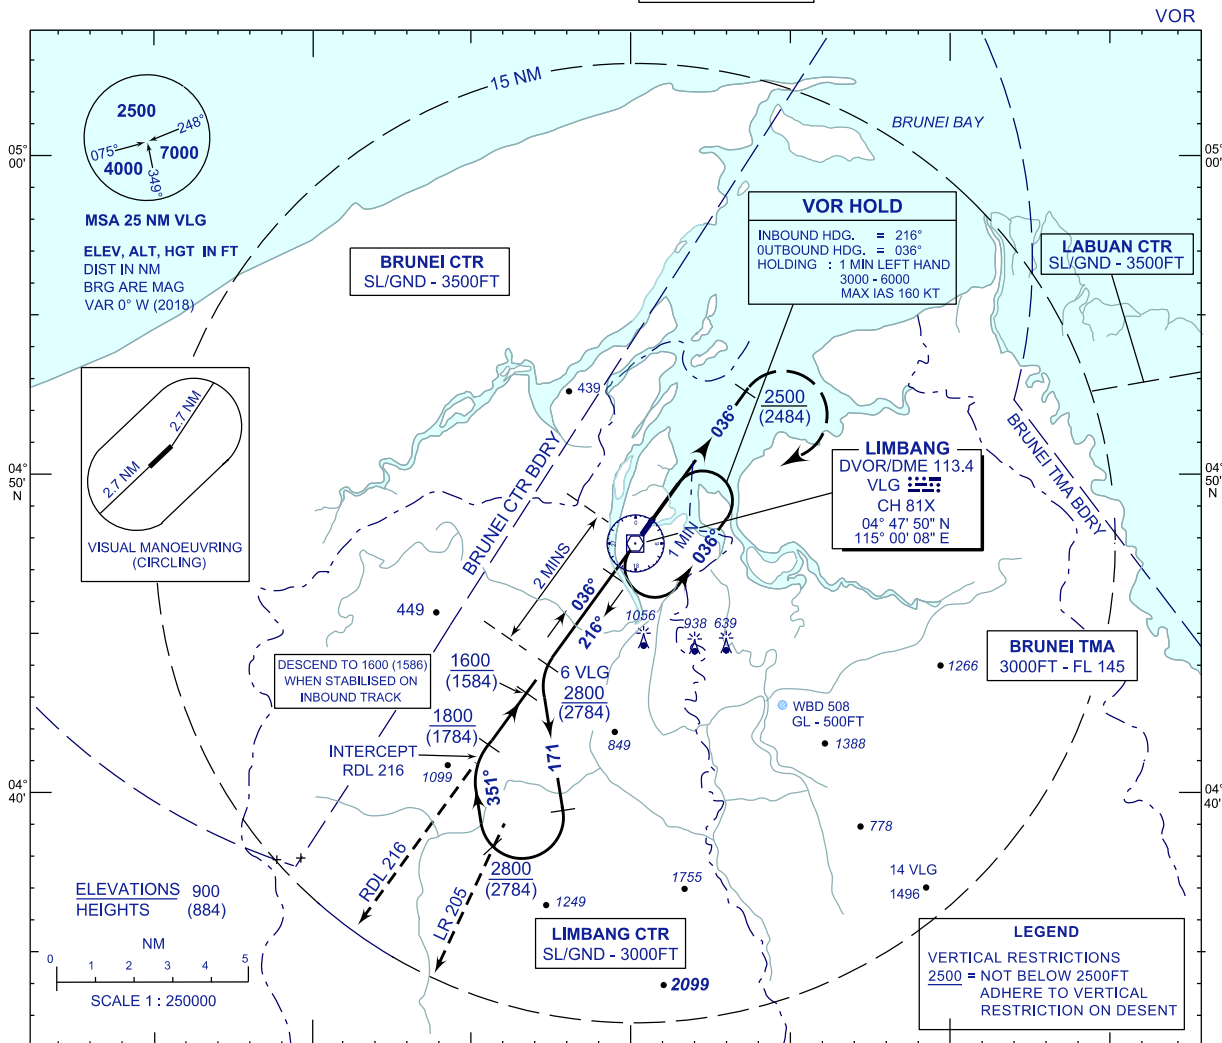 VOR
15 NM
BRUNEI BAY
05°
00'
05°
00'
2500
248°
075°
7000
4000
349°
MSA 25 NM VLG
ELEV, ALT, HGT IN FT
DIST IN NM
BRG ARE MAG
VAR 0° W (2018)
BRUNEI CTR
SL/GND - 3500FT
VOR HOLD
INBOUND HDG. = 216°
OUTBOUND HDG. = 036°
HOLDING : 1 MIN LEFT HAND
3000 - 6000
MAX IAS 160 KT
LABUAN CTR
SL/GND - 3500FT
2.7 NM
2.7 NM
VISUAL MANOEUVRING
(CIRCLING)
439
2500
(2484)
036°
BRUNEI CTR BDRY
BRUNEI TMA BDRY
04°
50'
N
04°
50'
N
LIMBANG
DVOR/DME 113.4
VLG
CH 81X
04° 47' 50" N
115° 00' 08" E
0
18
1 MIN
036°
2 MINS
036°
216°
449
1056
938
639
BRUNEI TMA
3000FT - FL 145
1266
DESCEND TO 1600 (1586)
WHEN STABILISED ON
INBOUND TRACK
1600
(1584)
6 VLG
2800
(2784)
WBD 508
GL - 500FT
1800
(1784)
849
1388
INTERCEPT
RDL 216
1099
351°
171
04°
40'
04°
40'
778
RDL 216
LR 205
2800
(2784)
1755
14 VLG
1496
1249
ELEVATIONS 900
HEIGHTS (884)
NM
0 1 2 3 4 5
SCALE 1 : 250000
LIMBANG CTR
SL/GND - 3000FT
2099
LEGEND
VERTICAL RESTRICTIONS
2500 = NOT BELOW 2500FT
ADHERE TO VERTICAL
RESTRICTION ON DESENT